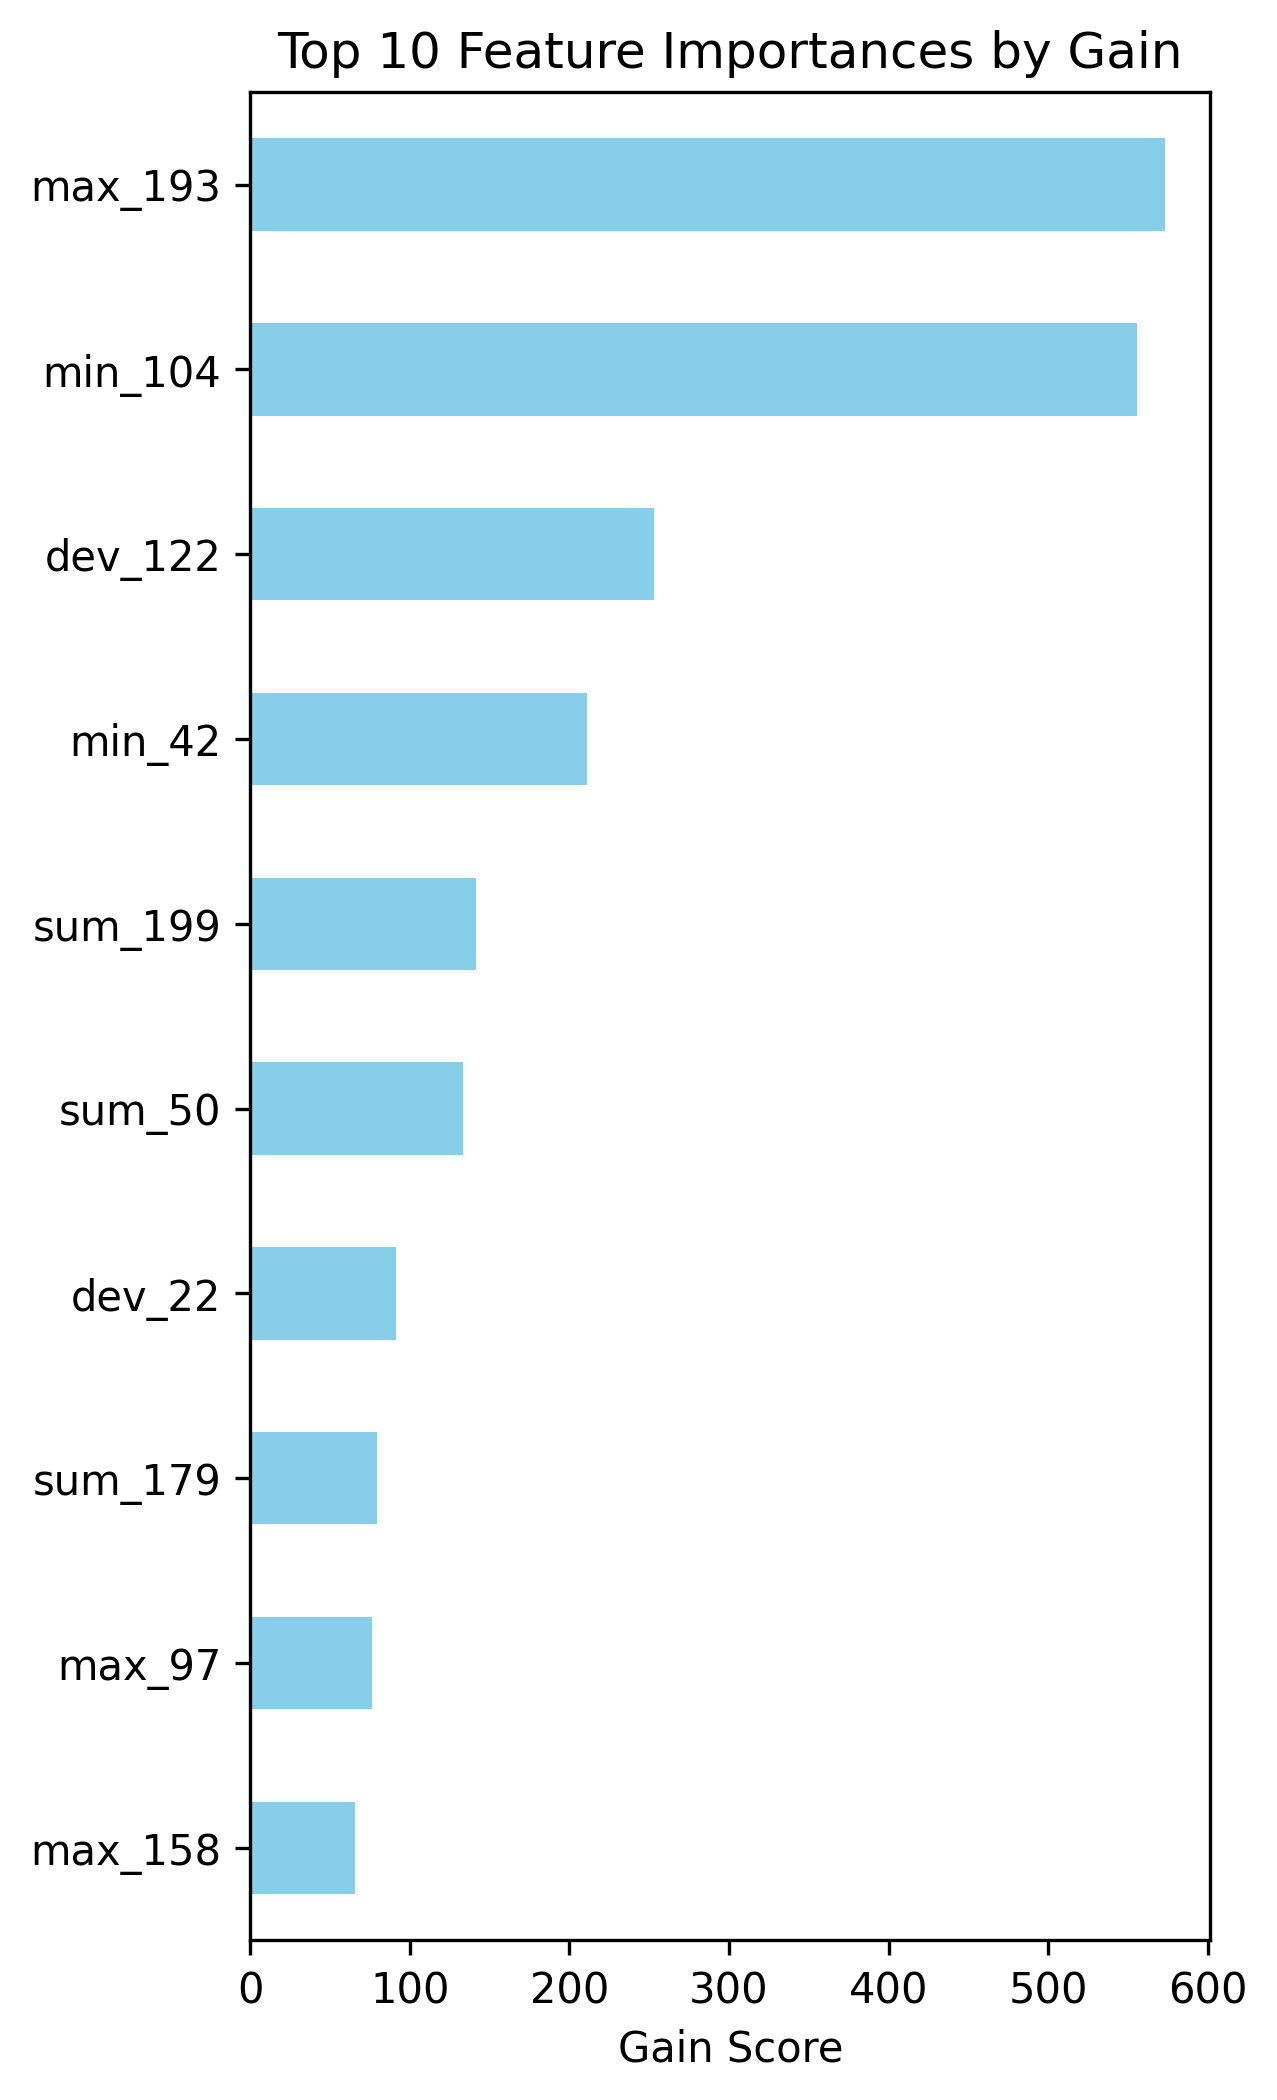 Top 10 Feature Importances by Gain
max_193
min_104
dev_122
min_42
sum_199
sum_50
dev_22
sum_179
max_97
max_158
0 100 200 300 400 500 600
Gain Score